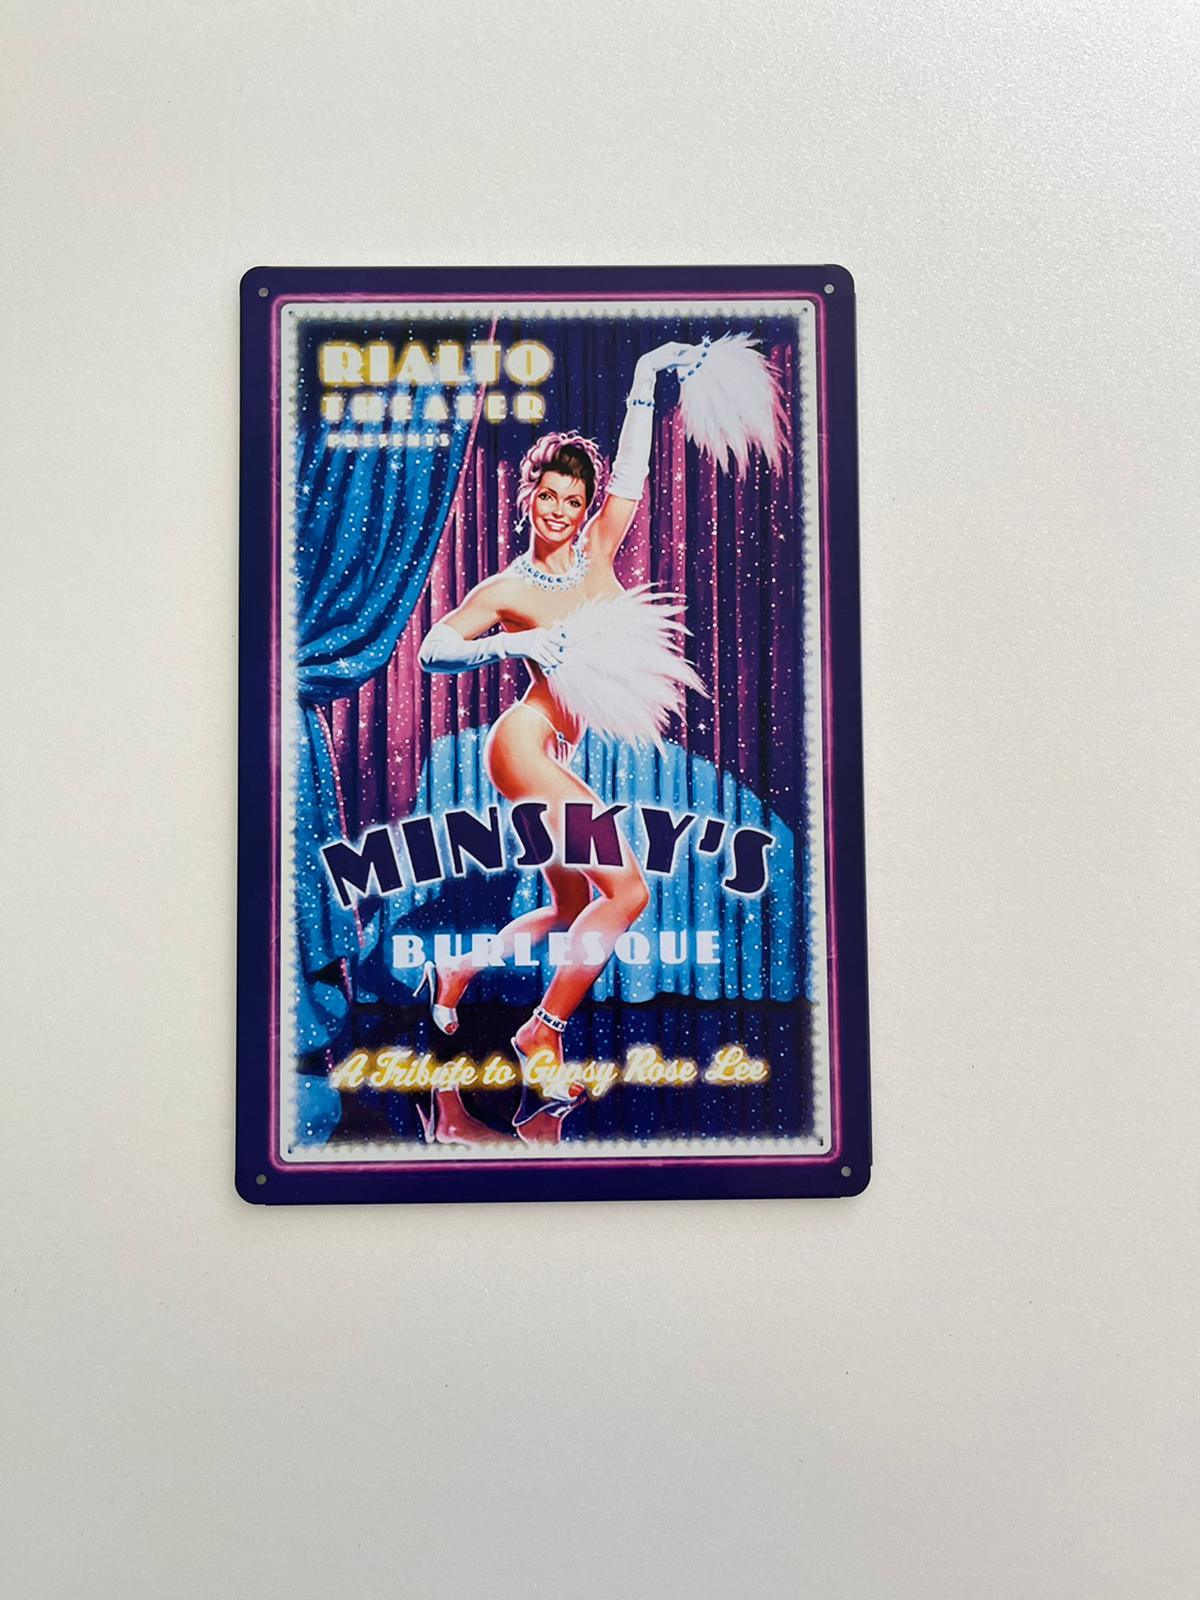 RIALTO
THEATER
PRESENTS
MINSKY'S
BURLESQUE
A Tribute to Gypsy Rose Lee